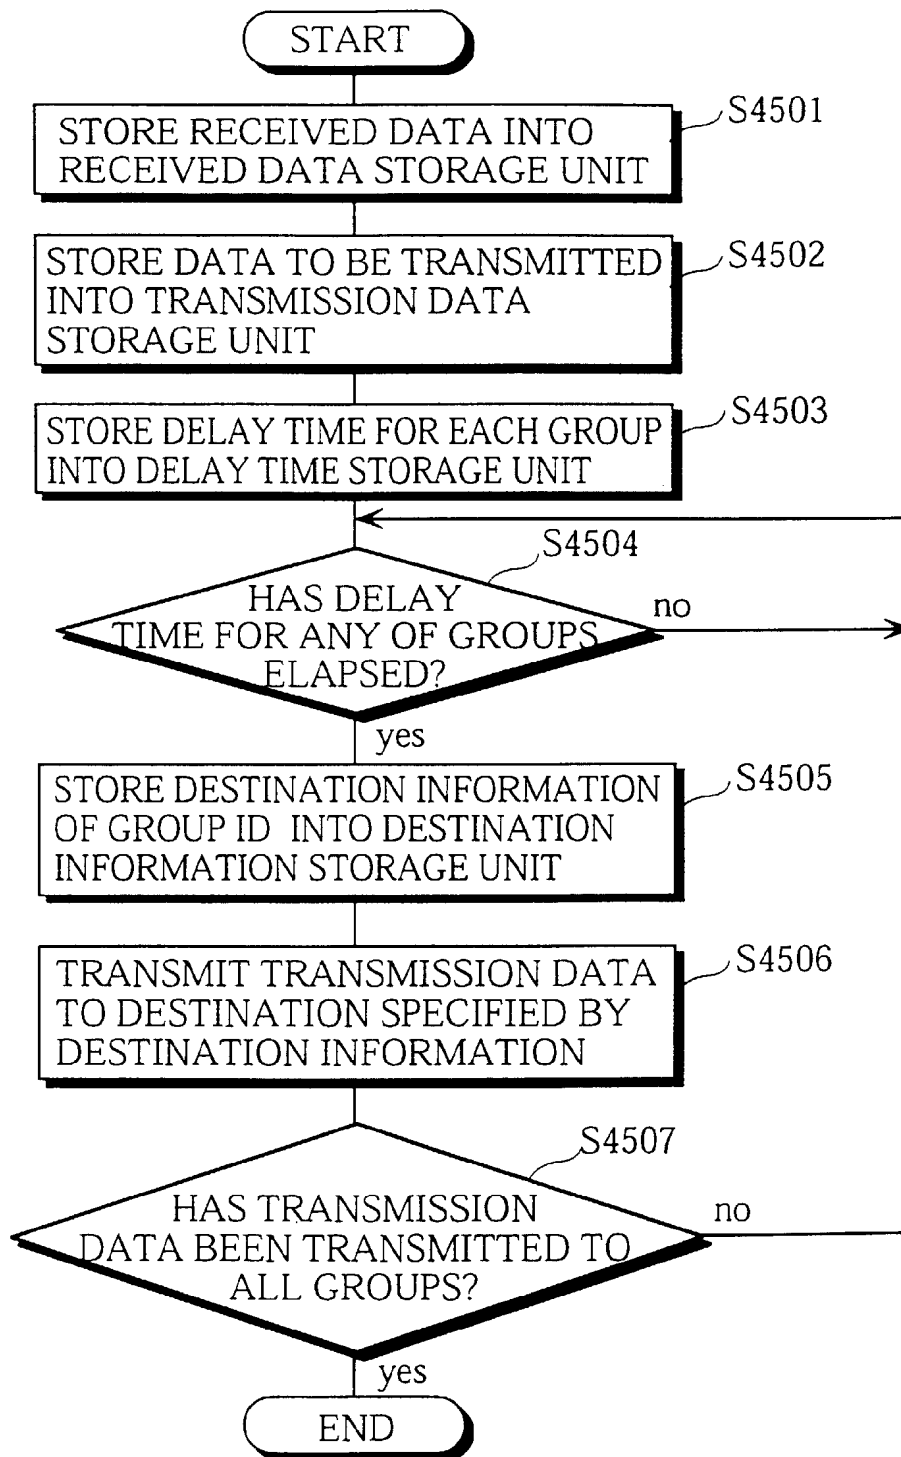 START
S4501
STORE RECEIVED DATA INTO
RECEIVED DATA STORAGE UNIT
S4502
STORE DATA TO BE TRANSMITTED
INTO TRANSMISSION DATA
STORAGE UNIT
S4503
STORE DELAY TIME FOR EACH GROUP
INTO DELAY TIME STORAGE UNIT
S4504
HAS DELAY
TIME FOR ANY OF GROUPS
ELAPSED?
no
yes
S4505
STORE DESTINATION INFORMATION
OF GROUP ID INTO DESTINATION
INFORMATION STORAGE UNIT
S4506
TRANSMIT TRANSMISSION DATA
TO DESTINATION SPECIFIED BY
DESTINATION INFORMATION
S4507
HAS TRANSMISSION
DATA BEEN TRANSMITTED TO
ALL GROUPS?
no
yes
END